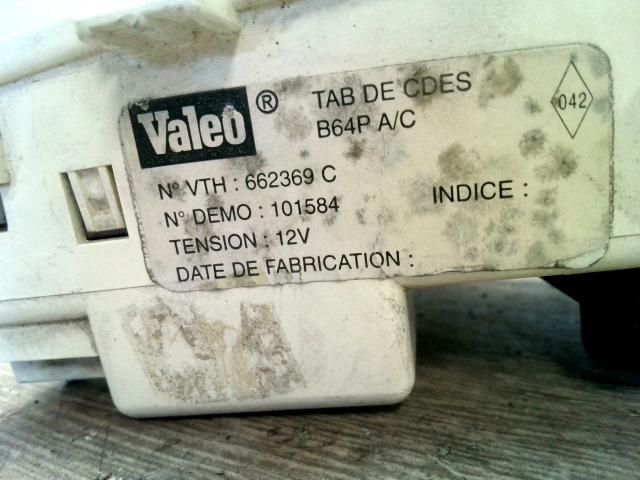 Valeo ®
TAB DE CDES
B64P A/C
042
N° VTH : 662369 C
N° DEMO : 101584
INDICE :
TENSION : 12V
DATE DE FABRICATION :